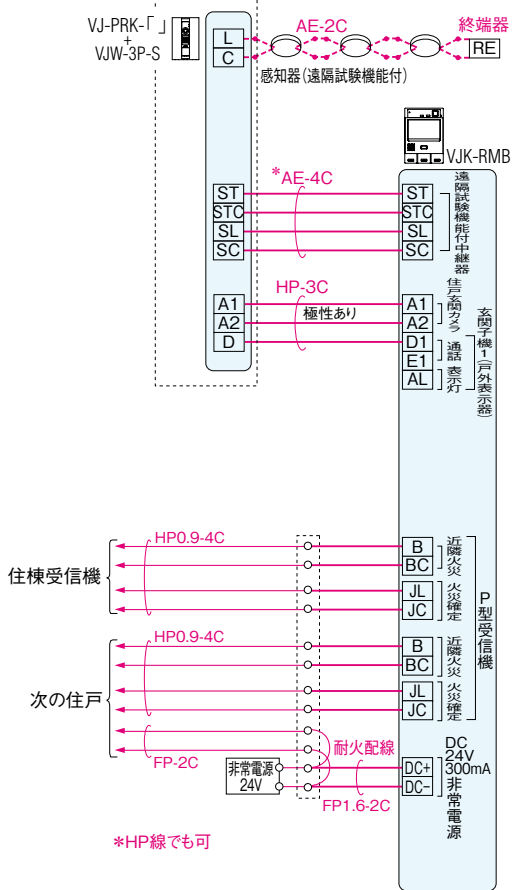 VJ-PRK-「 」
+
VJW-3P-S
L
C
AE-2C
終端器
RE
感知器(遠隔試験機能付)
VJK-RMB
*AE-4C
ST
STC
SL
SC
ST
STC
SL
SC
遠隔試験機能付中継器
HP-3C
極性あり
A1
A2
D
A1
A2
D1
E1
AL
住戸玄関カメラ
通話
表示灯
玄関子機1(戸外表示器)
住棟受信機
HP0.9-4C
B
BC
JL
JC
近隣火災
火災確定
P型受信機
次の住戸
HP0.9-4C
B
BC
JL
JC
近隣火災
火災確定
FP-2C
耐火配線
非常電源
24V
FP1.6-2C
DC+
DC−
DC
24V
300mA
非常電源
*HP線でも可